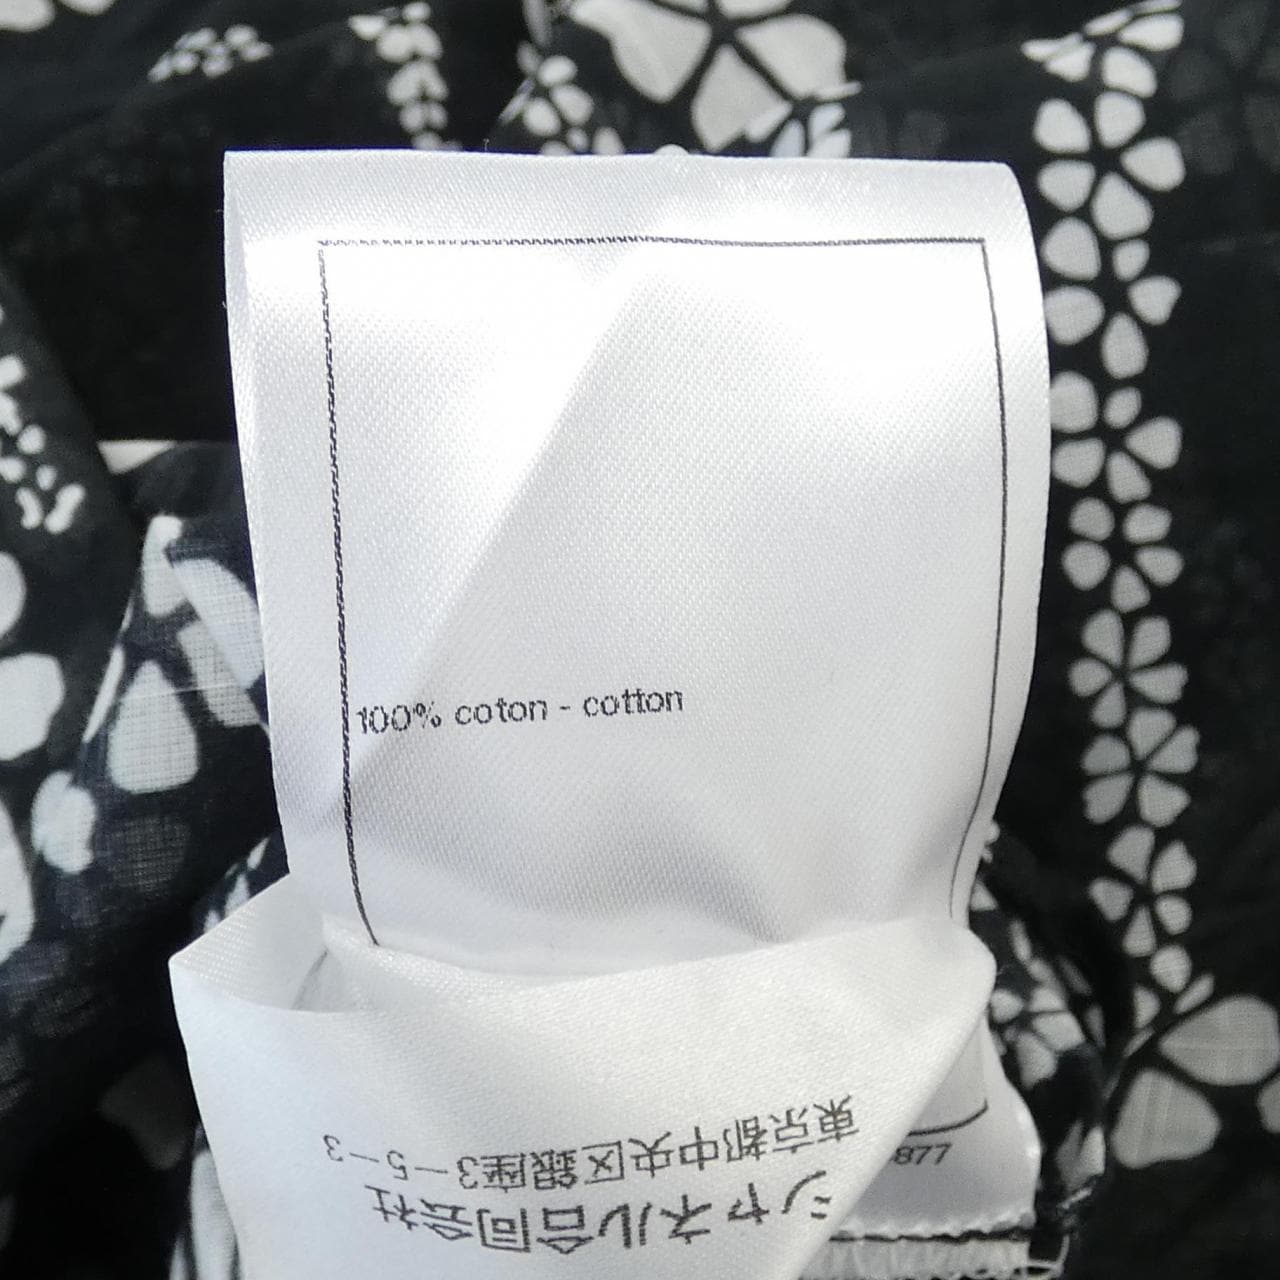 100% coton - cotton
シャネル合同会社
東京都中央区銀座3-5-3
877